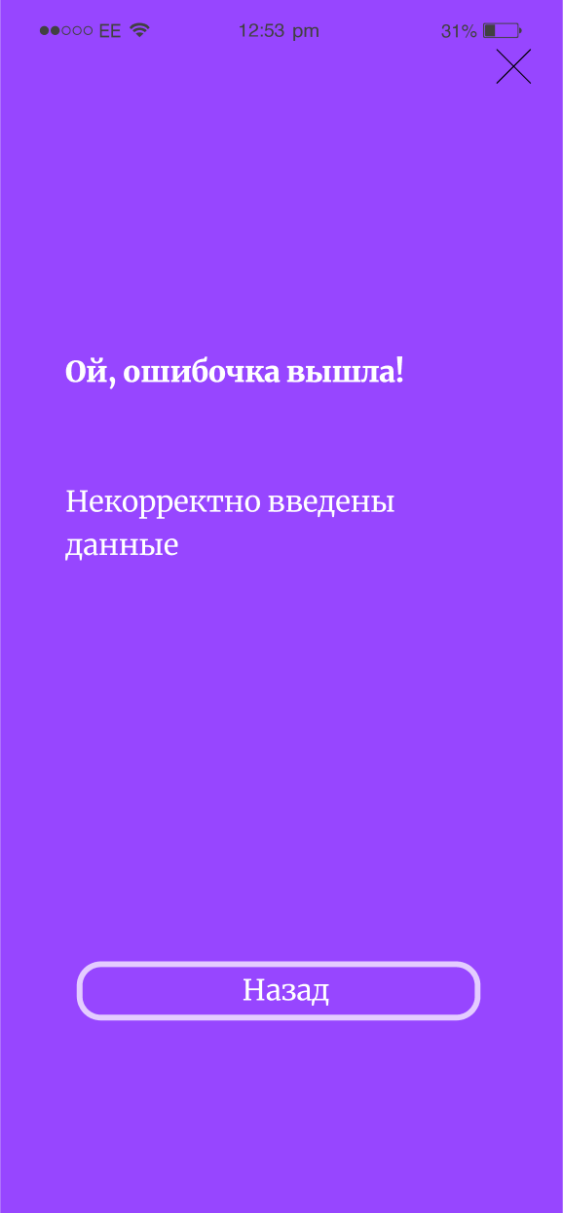 EE 12:53 pm 31%
Ой, ошибочка вышла!
Некорректно введены
данные
Назад